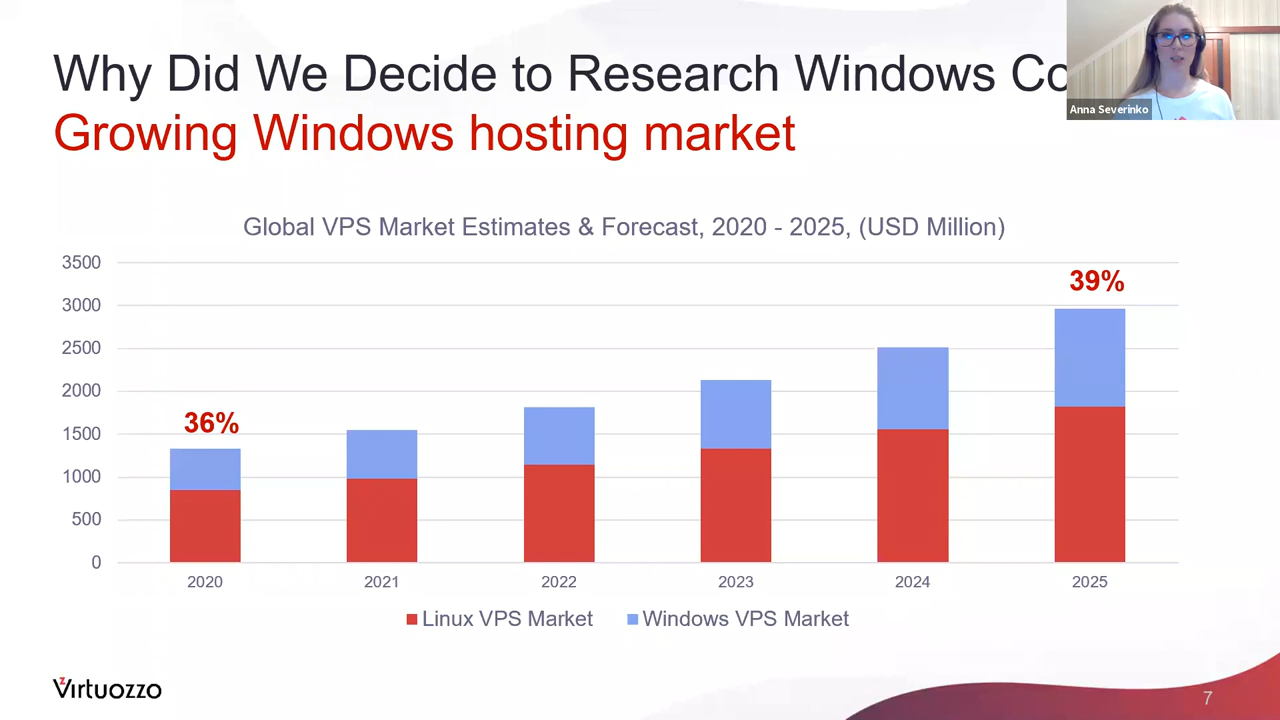 Why Did We Decide to Research Windows Co
Growing Windows hosting market
Anna Severinko
Global VPS Market Estimates & Forecast, 2020 - 2025, (USD Million)
3500
3000
2500
2000
1500
1000
500
0
36%
39%
2020 2021 2022 2023 2024 2025
Linux VPS Market Windows VPS Market
Virtuozzo
7